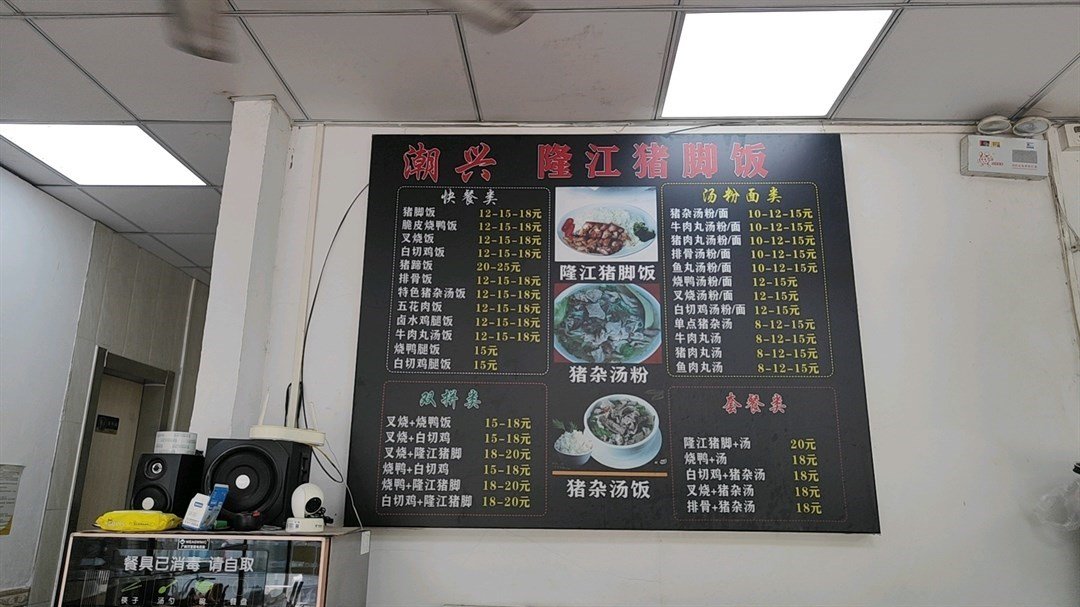 潮兴 隆江猪脚饭
快餐类
猪脚饭 12-15-18元
脆皮烧鸭饭 12-15-18元
叉烧饭 12-15-18元
白切鸡饭 12-15-18元
猪蹄饭 20-25元
排骨饭 12-15-18元
特色猪杂汤饭 12-15-18元
五花肉饭 12-15-18元
卤水鸡腿饭 12-15-18元
牛肉丸汤饭 12-15-18元
烧鸭腿饭 15元
白切鸡腿饭 15元
隆江猪脚饭
猪杂汤粉
猪杂汤饭
汤粉面类
猪杂汤粉/面 10-12-15元
牛肉丸汤粉/面 10-12-15元
猪肉丸汤粉/面 10-12-15元
排骨汤粉/面 10-12-15元
鱼丸汤粉/面 10-12-15元
烧鸭汤粉/面 12-15元
叉烧汤粉/面 12-15元
白切鸡汤粉/面 12-15元
单点猪杂汤 8-12-15元
牛肉丸汤 8-12-15元
猪肉丸汤 8-12-15元
鱼肉丸汤 8-12-15元
双拼类
叉烧+烧鸭饭 15-18元
叉烧+白切鸡 15-18元
叉烧+隆江猪脚 18-20元
烧鸭+白切鸡 15-18元
烧鸭+隆江猪脚 18-20元
白切鸡+隆江猪脚 18-20元
套餐类
隆江猪脚+汤 20元
烧鸭+汤 18元
白切鸡+猪杂汤 18元
叉烧+猪杂汤 18元
排骨+猪杂汤 18元
餐具已消毒 请自取
筷子 汤勺 碗 餐盘